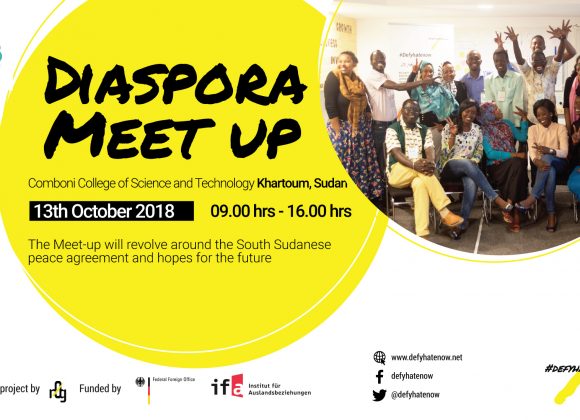 DIASPORA
MEET UP
Comboni College of Science and Technology Khartoum, Sudan
13th October 2018 09.00 hrs - 16.00 hrs
The Meet-up will revolve around the South Sudanese
peace agreement and hopes for the future
#Defyhatenow
GROWTH
project by
Funded by
Federal Foreign Office
ifa Institut für
Auslandsbeziehungen
www.defyhatenow.net
defyhatenow
@defyhatenow
#DEFYHA